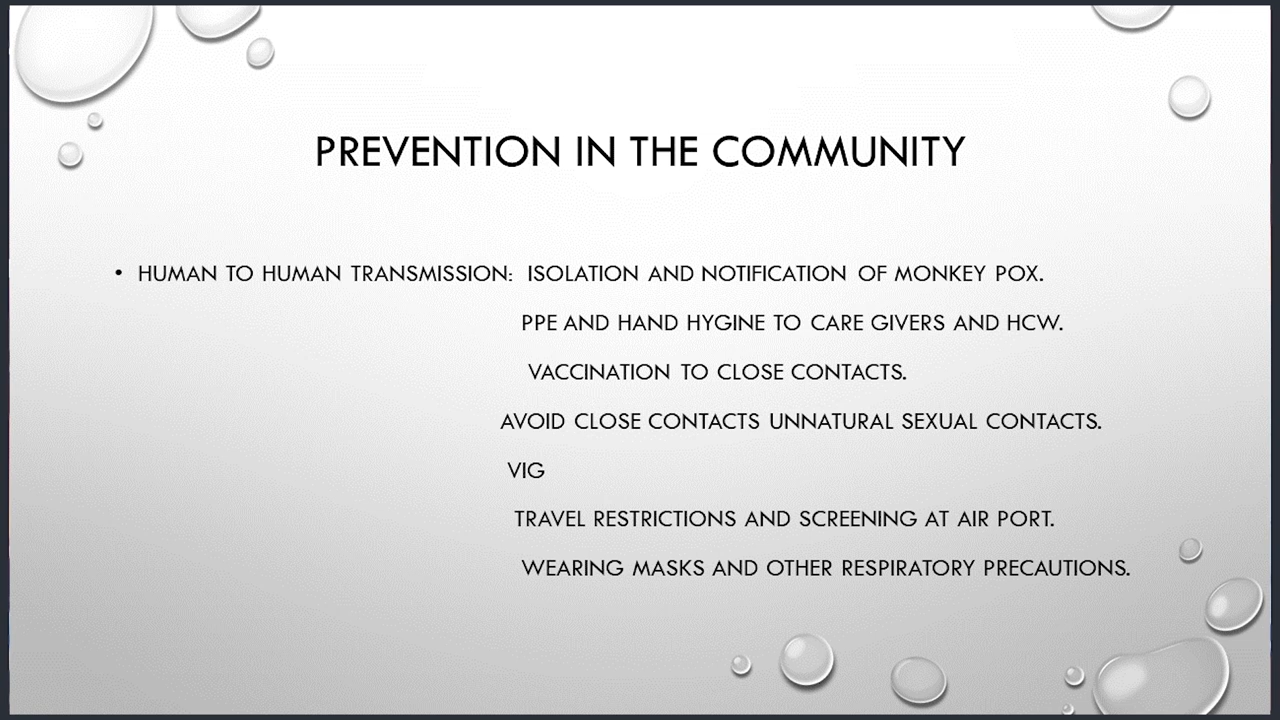 PREVENTION IN THE COMMUNITY
• HUMAN TO HUMAN TRANSMISSION: ISOLATION AND NOTIFICATION OF MONKEY POX.
PPE AND HAND HYGINE TO CARE GIVERS AND HCW.
VACCINATION TO CLOSE CONTACTS.
AVOID CLOSE CONTACTS UNNATURAL SEXUAL CONTACTS.
VIG
TRAVEL RESTRICTIONS AND SCREENING AT AIR PORT.
WEARING MASKS AND OTHER RESPIRATORY PRECAUTIONS.